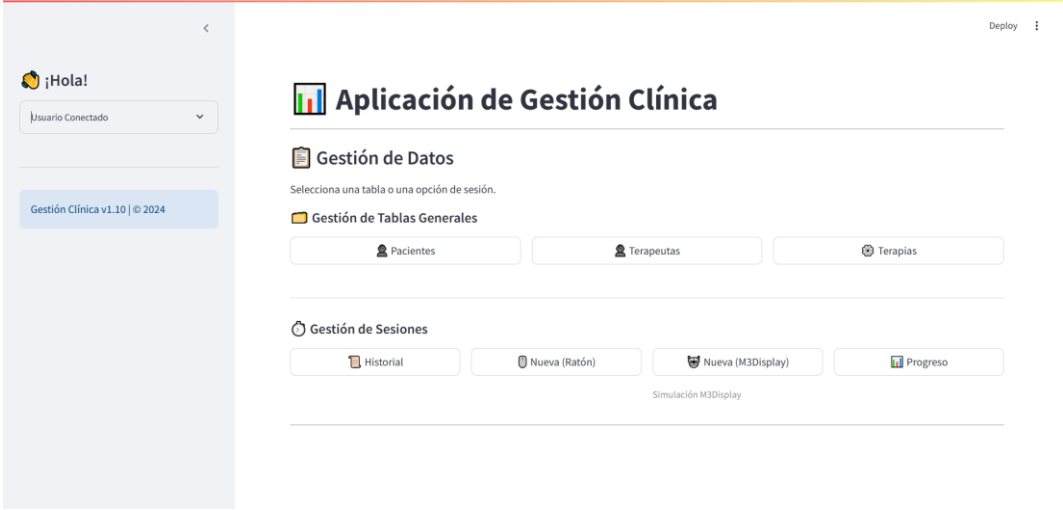 Deploy
¡Hola!
Usuario Conectado
Gestión Clínica v1.10 | © 2024
Aplicación de Gestión Clínica
Gestión de Datos
Selecciona una tabla o una opción de sesión.
Gestión de Tablas Generales
Pacientes
Terapeutas
Terapias
Gestión de Sesiones
Historial
Nueva (Ratón)
Nueva (M3Display)
Progreso
Simulación M3Display